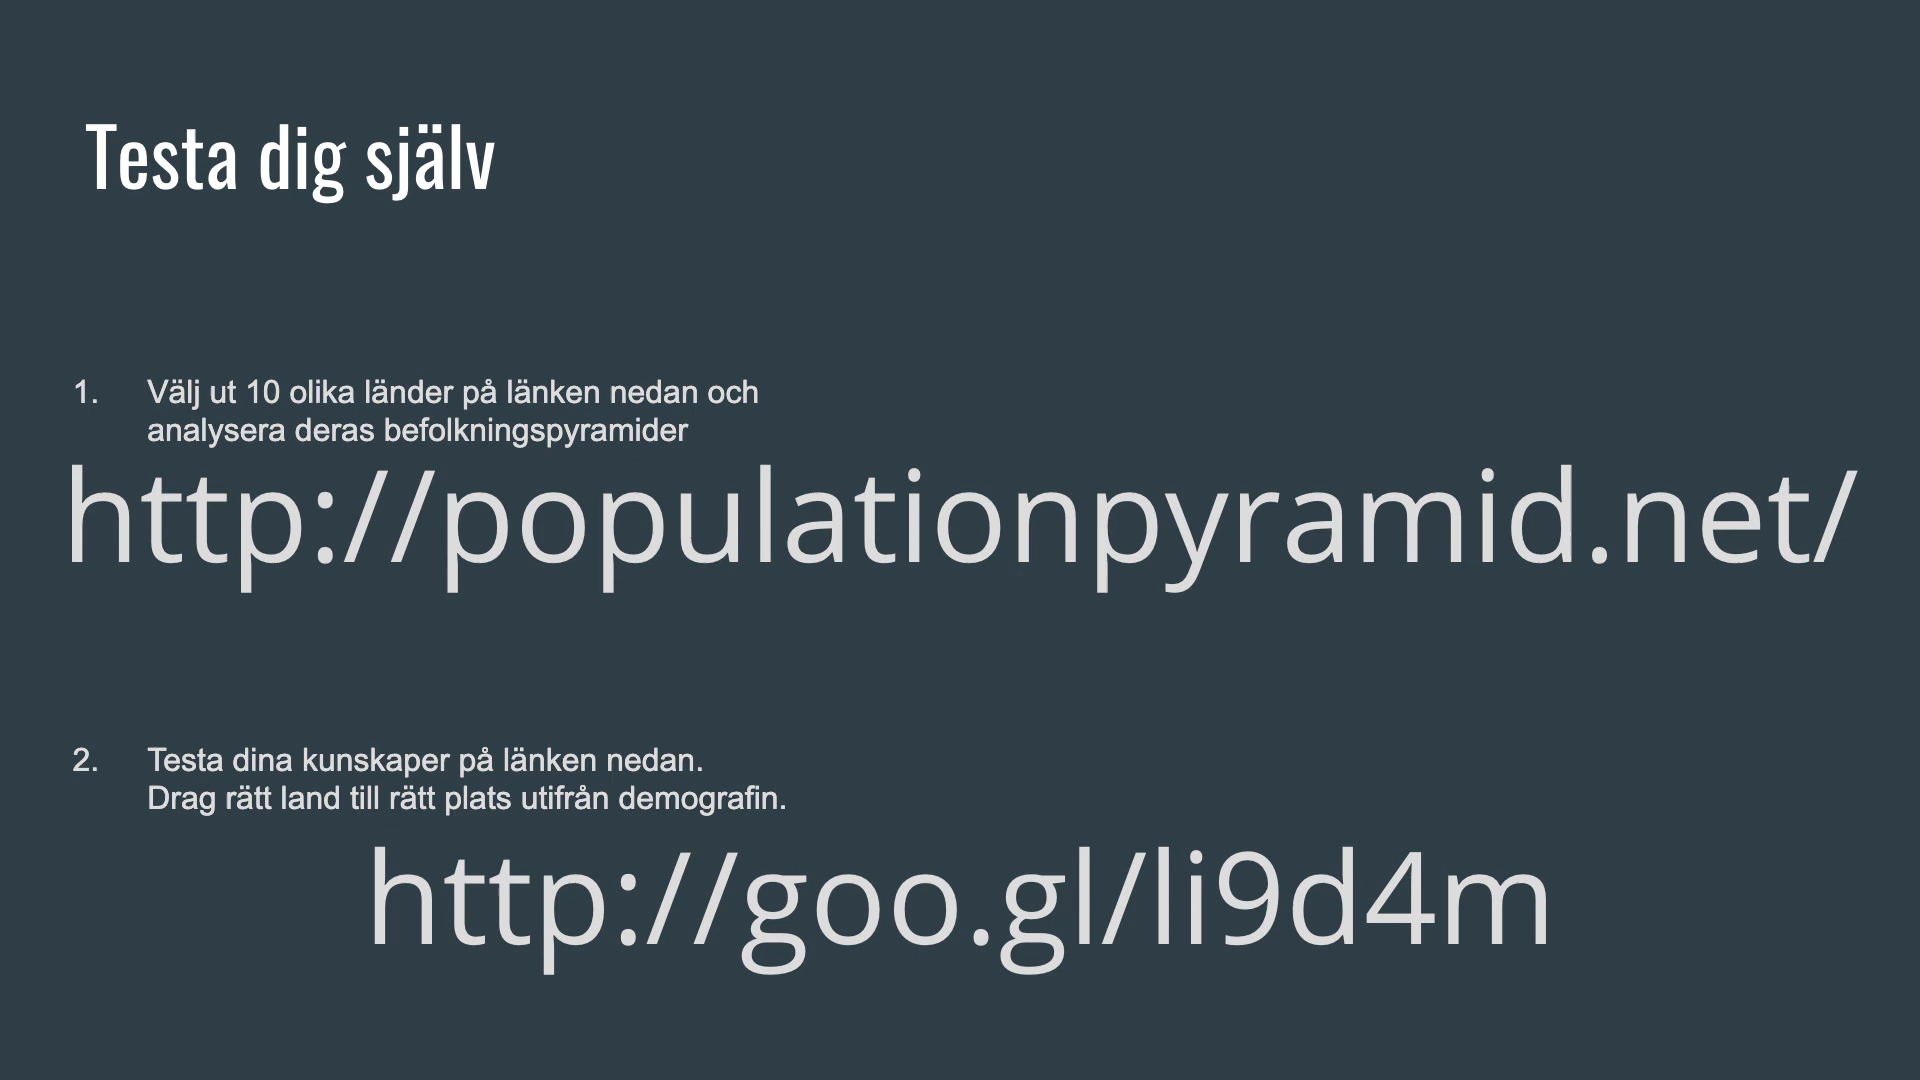 Testa dig själv
1. Välj ut 10 olika länder på länken nedan och
analysera deras befolkningspyramider
http://populationpyramid.net/
2. Testa dina kunskaper på länken nedan.
Drag rätt land till rätt plats utifrån demografin.
http://goo.gl/li9d4m